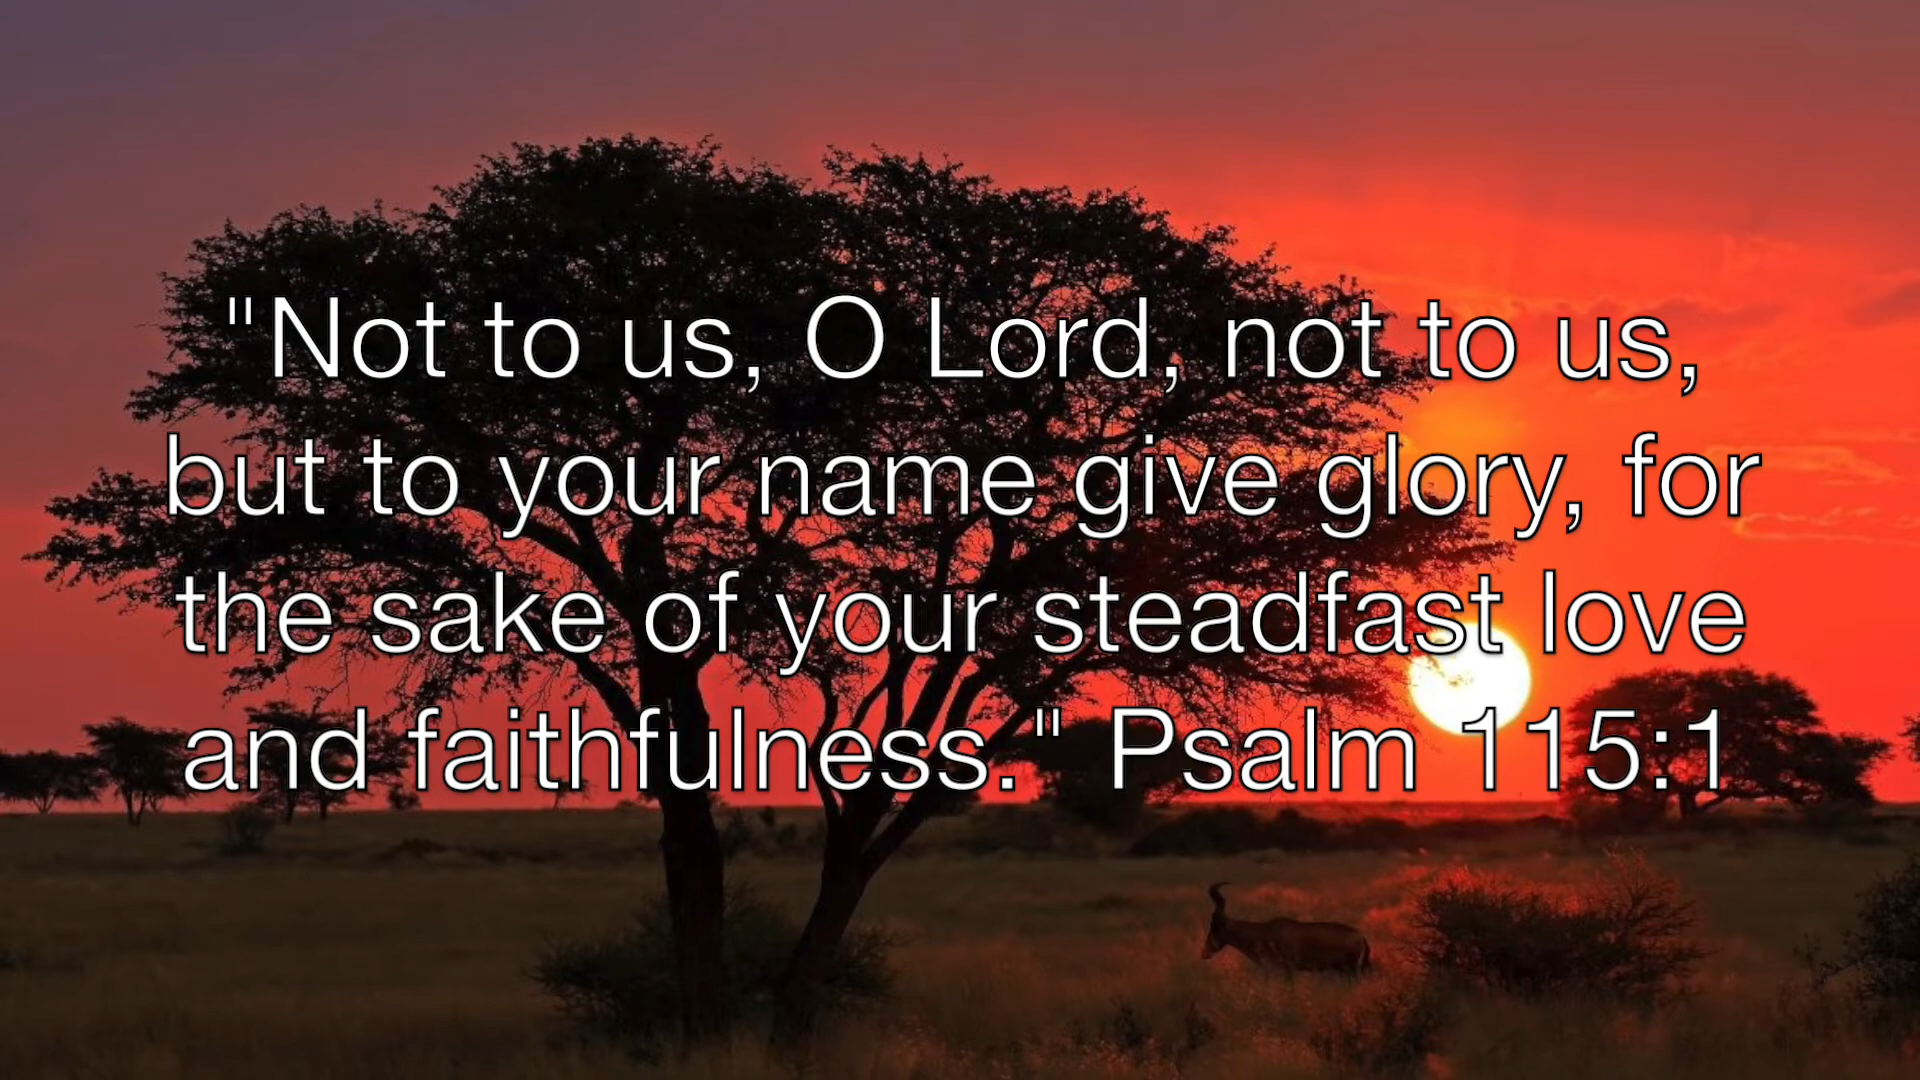 "Not to us, O Lord, not to us,
but to your name give glory, for
the sake of your steadfast love
and faithfulness." Psalm 115:1